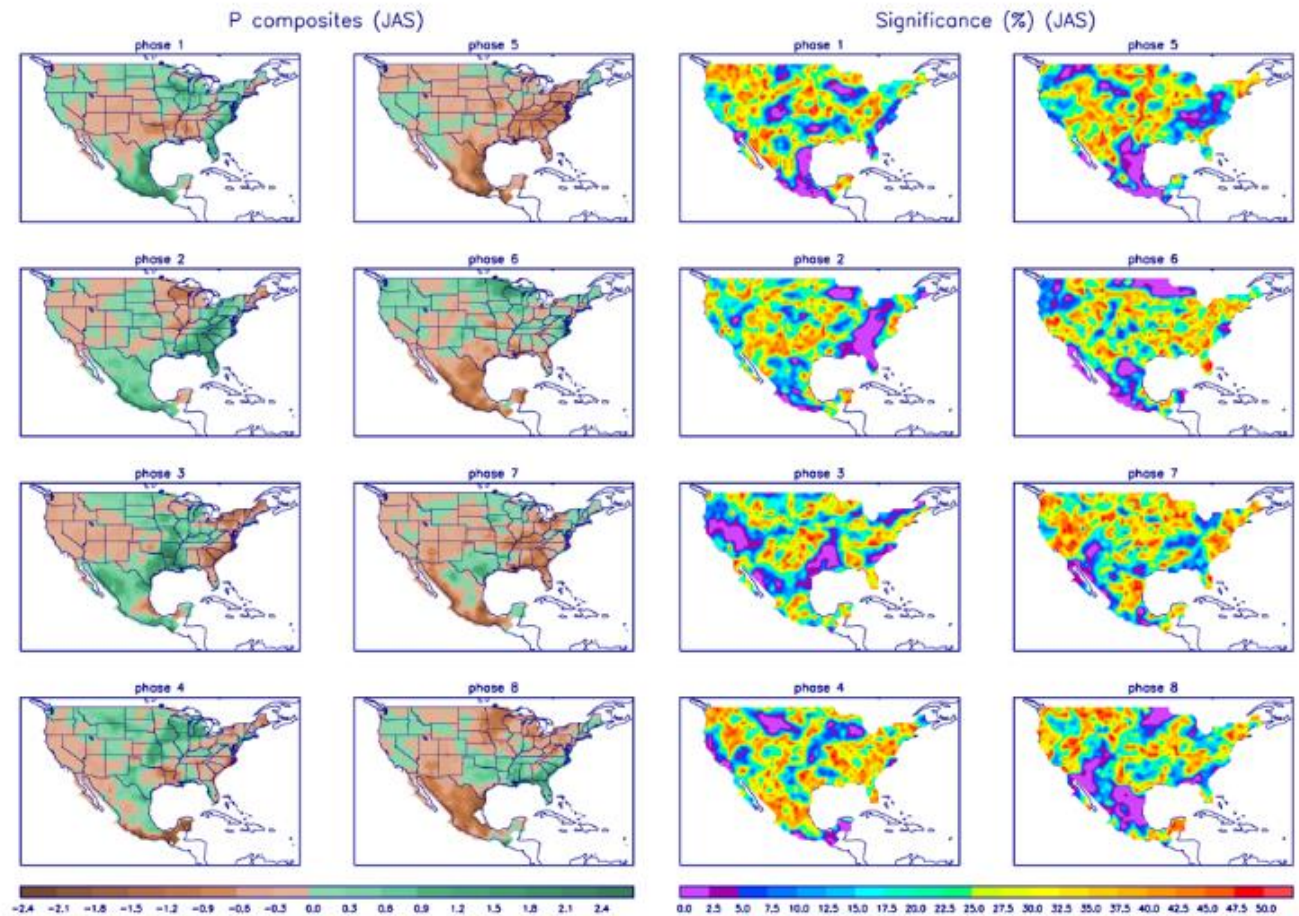 P composites (JAS) Significance (%) (JAS)
phase 1 phase 5 phase 1 phase 5
phase 2 phase 6 phase 2 phase 6
phase 3 phase 7 phase 3 phase 7
phase 4 phase 8 phase 4 phase 8
-2.4 -2.1 -1.8 -1.5 -1.2 -0.9 -0.6 -0.3 0.0 0.3 0.6 0.9 1.2 1.5 1.8 2.1 2.4 0.0 2.5 5.0 7.5 10.0 12.5 15.0 17.5 20.0 22.5 25.0 27.5 30.0 32.5 35.0 37.5 40.0 42.5 45.0 47.5 50.0